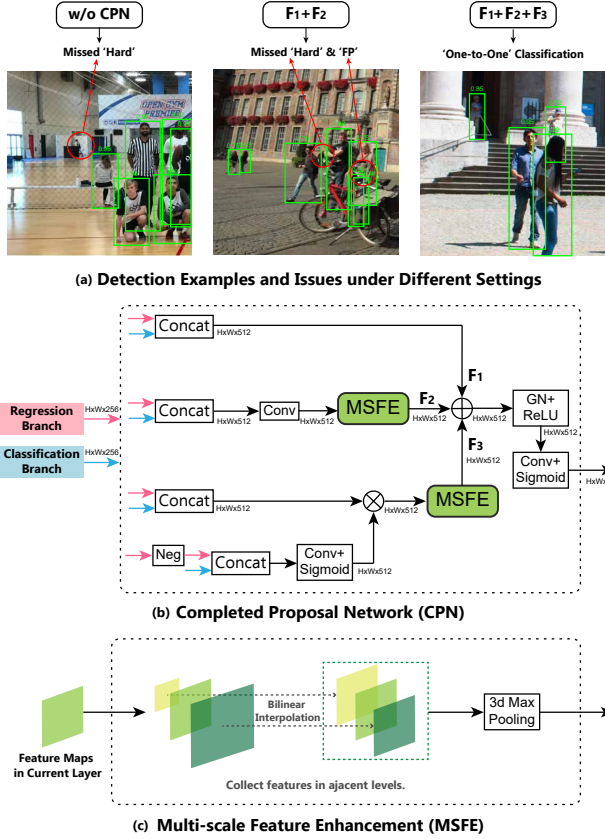 w/o CPN
F1+F2
F1+F2+F3
Missed 'Hard'
Missed 'Hard' & 'FP'
'One-to-One' Classification
OPEN GYM
PREMIER
(a) Detection Examples and Issues under Different Settings
Concat
HxWx512
F1
Regression
Branch
HxWx256
Concat
HxWx512
Conv
HxWx512
MSFE
F2
HxWx512
HxWx512
GN+
ReLU
HxWx512
Classification
Branch
HxWx256
F3
HxWx512
Conv+
Sigmoid
HxWx
Concat
HxWx512
HxWx512
MSFE
Neg
Concat
Conv+
Sigmoid
HxWx512
(b) Completed Proposal Network (CPN)
Feature Maps
in Current Layer
Bilinear
Interpolation
3d Max
Pooling
Collect features in ajacent levels.
(c) Multi-scale Feature Enhancement (MSFE)